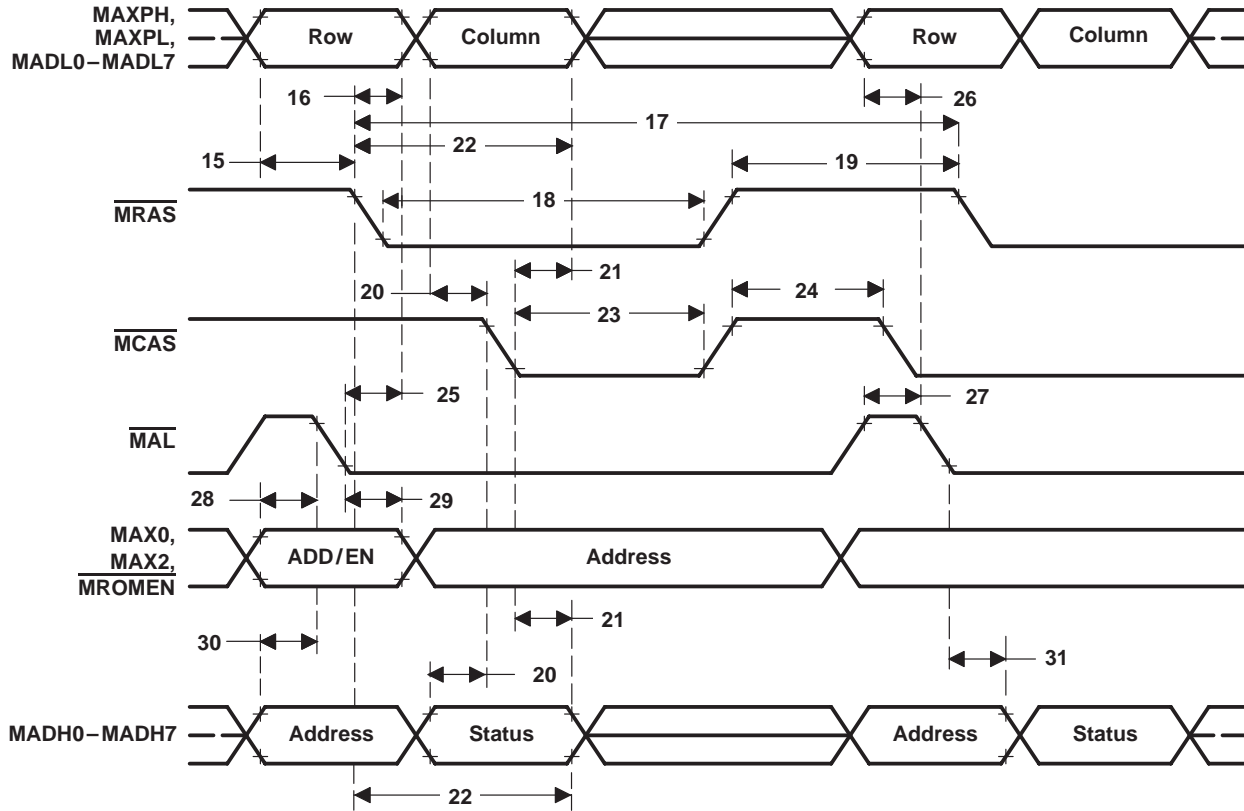 MAXPH,
MAXPL,
MADL0–MADL7
Row
Column
Row
Column
16
26
17
15
22
19
MRAS
18
21
20
24
23
MCAS
25
27
MAL
28
29
MAX0,
MAX2,
MROMEN
ADD/EN
Address
30
21
31
20
MADH0–MADH7
Address
Status
Address
Status
22